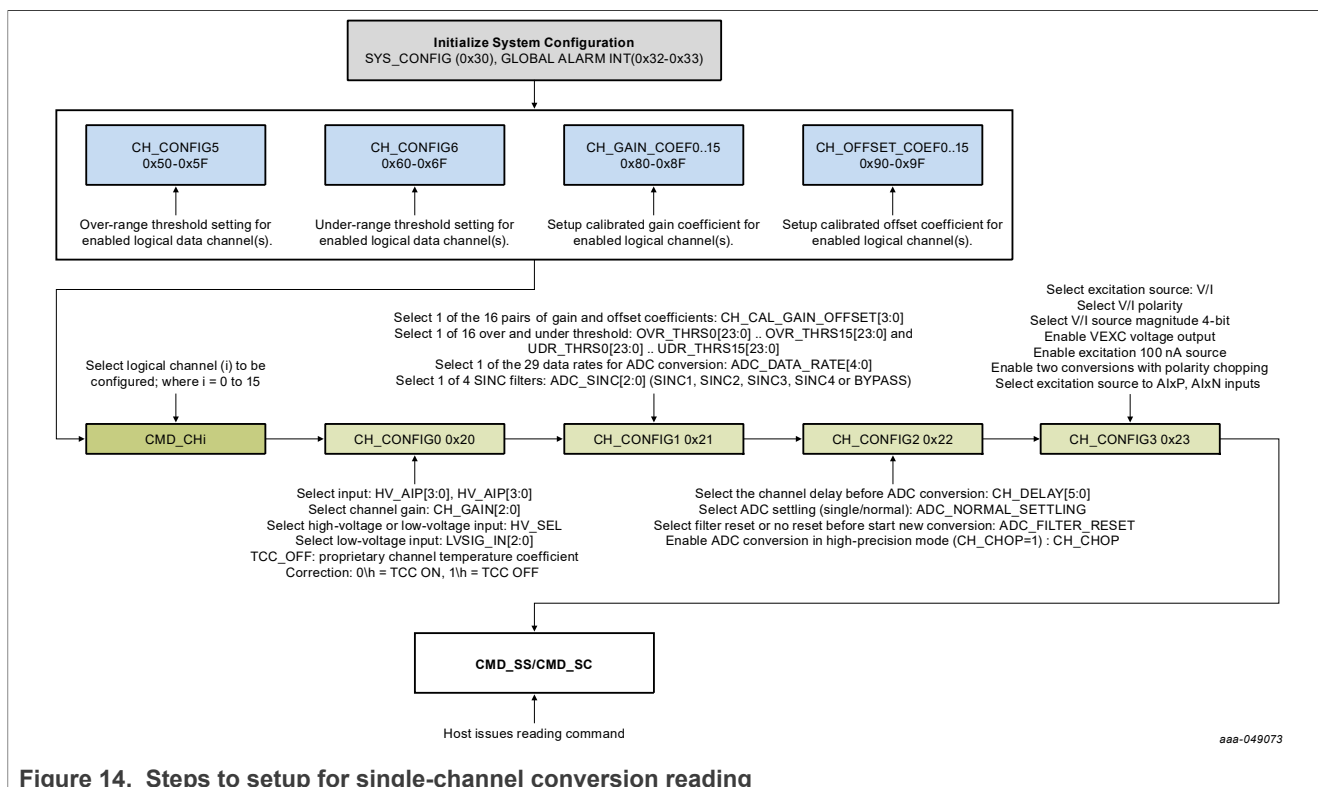 Initialize System Configuration
SYS_CONFIG (0x30), GLOBAL ALARM INT(0x32-0x33)
CH_CONFIG5
0x50-0x5F
CH_CONFIG6
0x60-0x6F
CH_GAIN_COEF0..15
0x80-0x8F
CH_OFFSET_COEF0..15
0x90-0x9F
Over-range threshold setting for
enabled logical data channel(s).
Under-range threshold setting for
enabled logical data channel(s).
Setup calibrated gain coefficient for
enabled logical channel(s).
Setup calibrated offset coefficient for
enabled logical channel(s).
Select logical channel (i) to be
configured; where i = 0 to 15
Select 1 of the 16 pairs of gain and offset coefficients: CH_CAL_GAIN_OFFSET[3:0]
Select 1 of 16 over and under threshold: OVR_THRS0[23:0] .. OVR_THRS15[23:0] and
UDR_THRS0[23:0] .. UDR_THRS15[23:0]
Select 1 of the 29 data rates for ADC conversion: ADC_DATA_RATE[4:0]
Select 1 of 4 SINC filters: ADC_SINC[2:0] (SINC1, SINC2, SINC3, SINC4 or BYPASS)
Select excitation source: V/I
Select V/I polarity
Select V/I source magnitude 4-bit
Enable VEXC voltage output
Enable excitation 100 nA source
Enable two conversions with polarity chopping
Select excitation source to AIxP, AIxN inputs
CMD_CHi
CH_CONFIG0 0x20
CH_CONFIG1 0x21
CH_CONFIG2 0x22
CH_CONFIG3 0x23
Select input: HV_AIP[3:0], HV_AIP[3:0]
Select channel gain: CH_GAIN[2:0]
Select high-voltage or low-voltage input: HV_SEL
Select low-voltage input: LVSIG_IN[2:0]
TCC_OFF: proprietary channel temperature coefficient
Correction: 0\h = TCC ON, 1\h = TCC OFF
Select the channel delay before ADC conversion: CH_DELAY[5:0]
Select ADC settling (single/normal): ADC_NORMAL_SETTLING
Select filter reset or no reset before start new conversion: ADC_FILTER_RESET
Enable ADC conversion in high-precision mode (CH_CHOP=1) : CH_CHOP
CMD_SS/CMD_SC
Host issues reading command
aaa-049073
Figure 14. Steps to setup for single-channel conversion reading